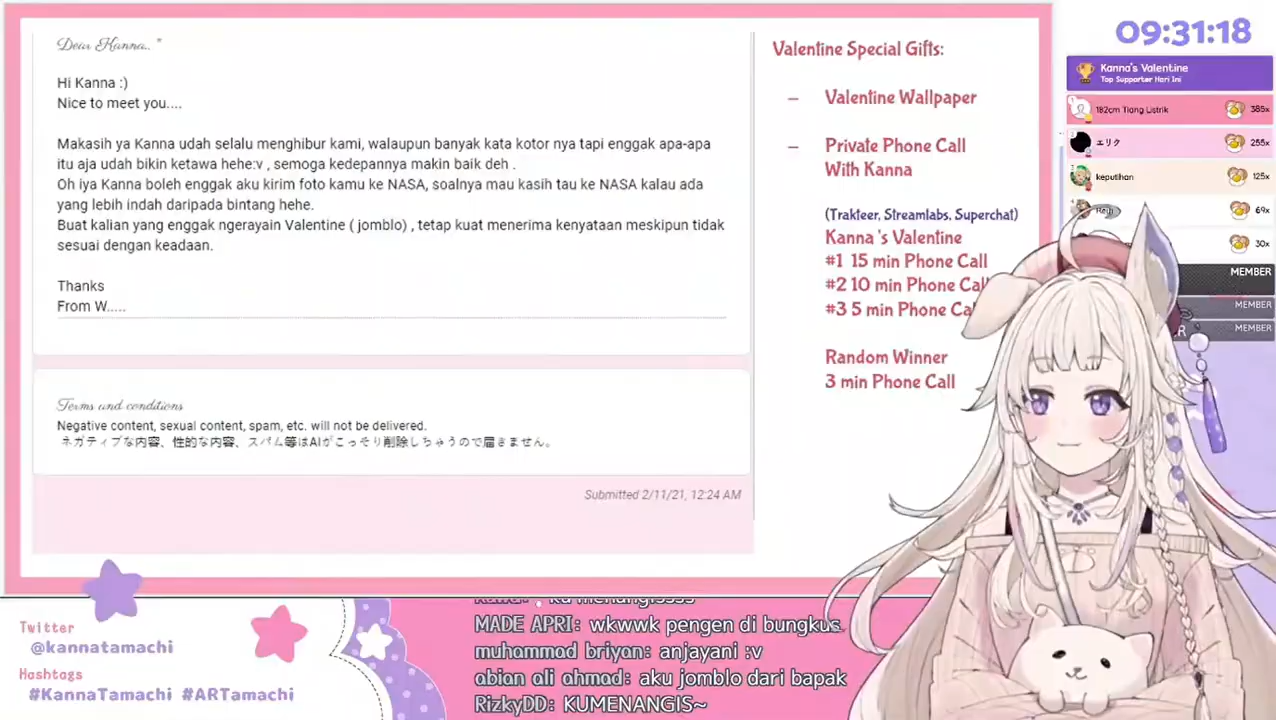 Dear Kanna.. *
Hi Kanna :)
Nice to meet you....
Makasih ya Kanna udah selalu menghibur kami, walaupun banyak kata kotor nya tapi enggak apa-apa
itu aja udah bikin ketawa hehe:v , semoga kedepannya makin baik deh .
Oh iya Kanna boleh enggak aku kirim foto kamu ke NASA, soalnya mau kasih tau ke NASA kalau ada
yang lebih indah daripada bintang hehe.
Buat kalian yang enggak ngerayain Valentine ( jomblo) , tetap kuat menerima kenyataan meskipun tidak
sesuai dengan keadaan.
Thanks
From W.....
Terms and conditions
Negative content, sexual content, spam, etc. will not be delivered.
ネガティブな内容、性的な内容、スパム等はAIがこっそり削除しちゃうので届きません。
Submitted 2/11/21, 12:24 AM
Valentine Special Gifts:
– Valentine Wallpaper
– Private Phone Call
With Kanna
(Trakteer, Streamlabs, Superchat)
Kanna 's Valentine
#1 15 min Phone Call
#2 10 min Phone Call
#3 5 min Phone Ca
Random Winner
3 min Phone Call
09:31:18
Kanna's Valentine
Top Supporter Hari Ini
182cm Tiang Listrik 385x
エリク 255x
keputihan 125x
69x
30x
MEMBER
MEMBER
MEMBER
Twitter
@kannatamachi
Hashtags
#KannaTamachi #ARTamachi
MADE APRI: wkwwk pengen di bungkus
muhammad briyan: anjayani :v
abian ali ahmad: aku jomblo dari bapak
RizkyDD: KUMENANGIS~